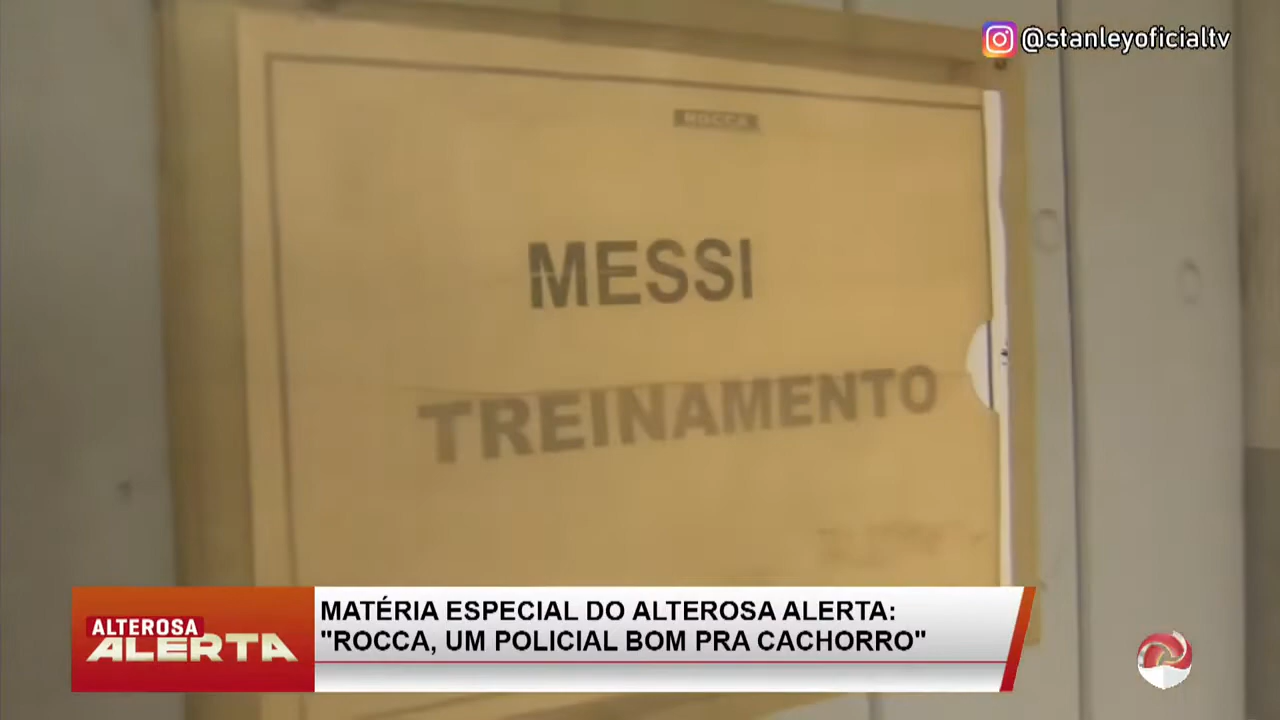 @stanleyoficialtv
ROCCA
MESSI
TREINAMENTO
ALTEROSA
ALERTA
MATÉRIA ESPECIAL DO ALTEROSA ALERTA:
"ROCCA, UM POLICIAL BOM PRA CACHORRO"